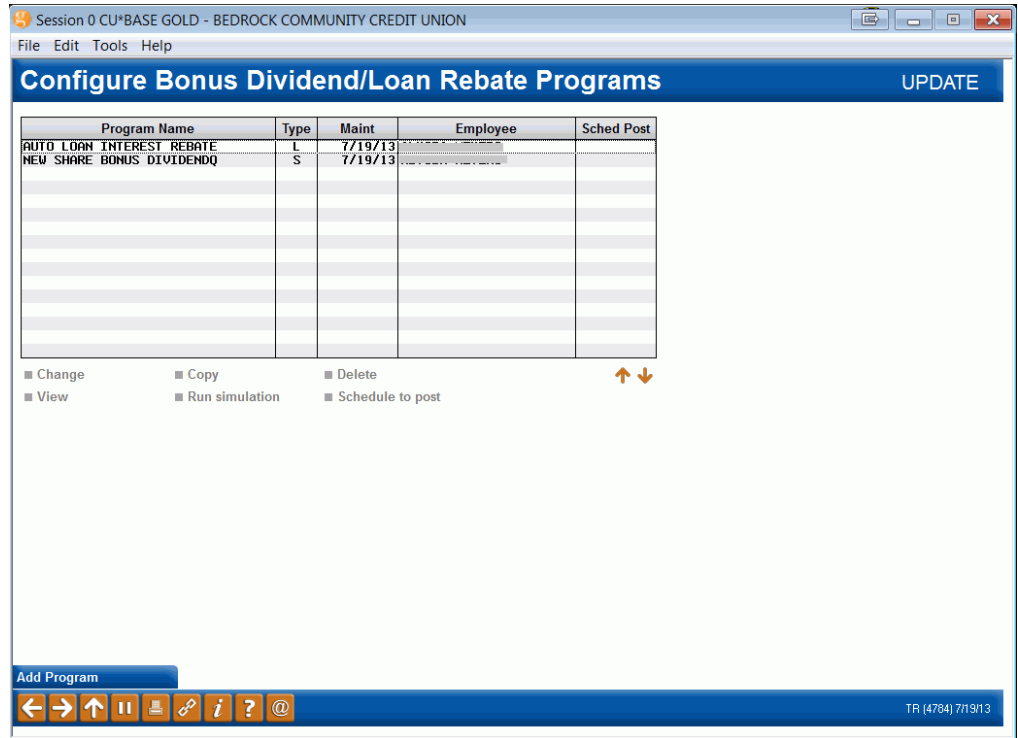 Session 0 CU*BASE GOLD - BEDROCK COMMUNITY CREDIT UNION
File Edit Tools Help
Configure Bonus Dividend/Loan Rebate Programs UPDATE
Program Name Type Maint Employee Sched Post
AUTO LOAN INTEREST REBATE L 7/19/13
NEW SHARE BONUS DIVIDENDQ S 7/19/13
Change Copy Delete
View Run simulation Schedule to post
Add Program
i ? @
TR (4784) 7/19/13